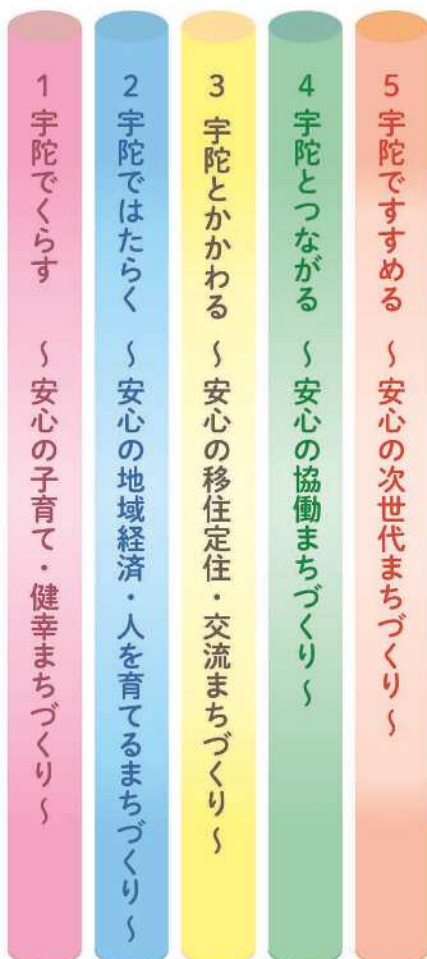 1 宇陀でくらす ～安心の子育て・健幸まちづくり～
2 宇陀ではたらく ～安心の地域経済・人を育てるまちづくり～
3 宇陀とかかわる ～安心の移住定住・交流まちづくり～
4 宇陀とつながる ～安心の協働まちづくり～
5 宇陀ですすめる ～安心の次世代まちづくり～